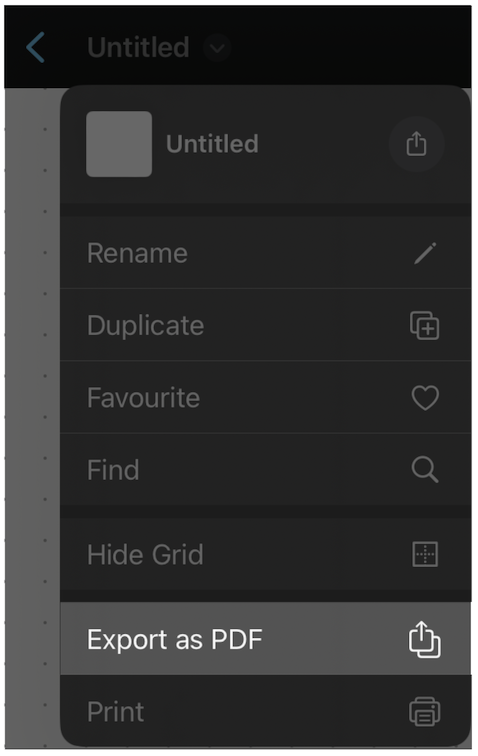 Untitled
Untitled
Rename
Duplicate
Favourite
Find
Hide Grid
Export as PDF
Print